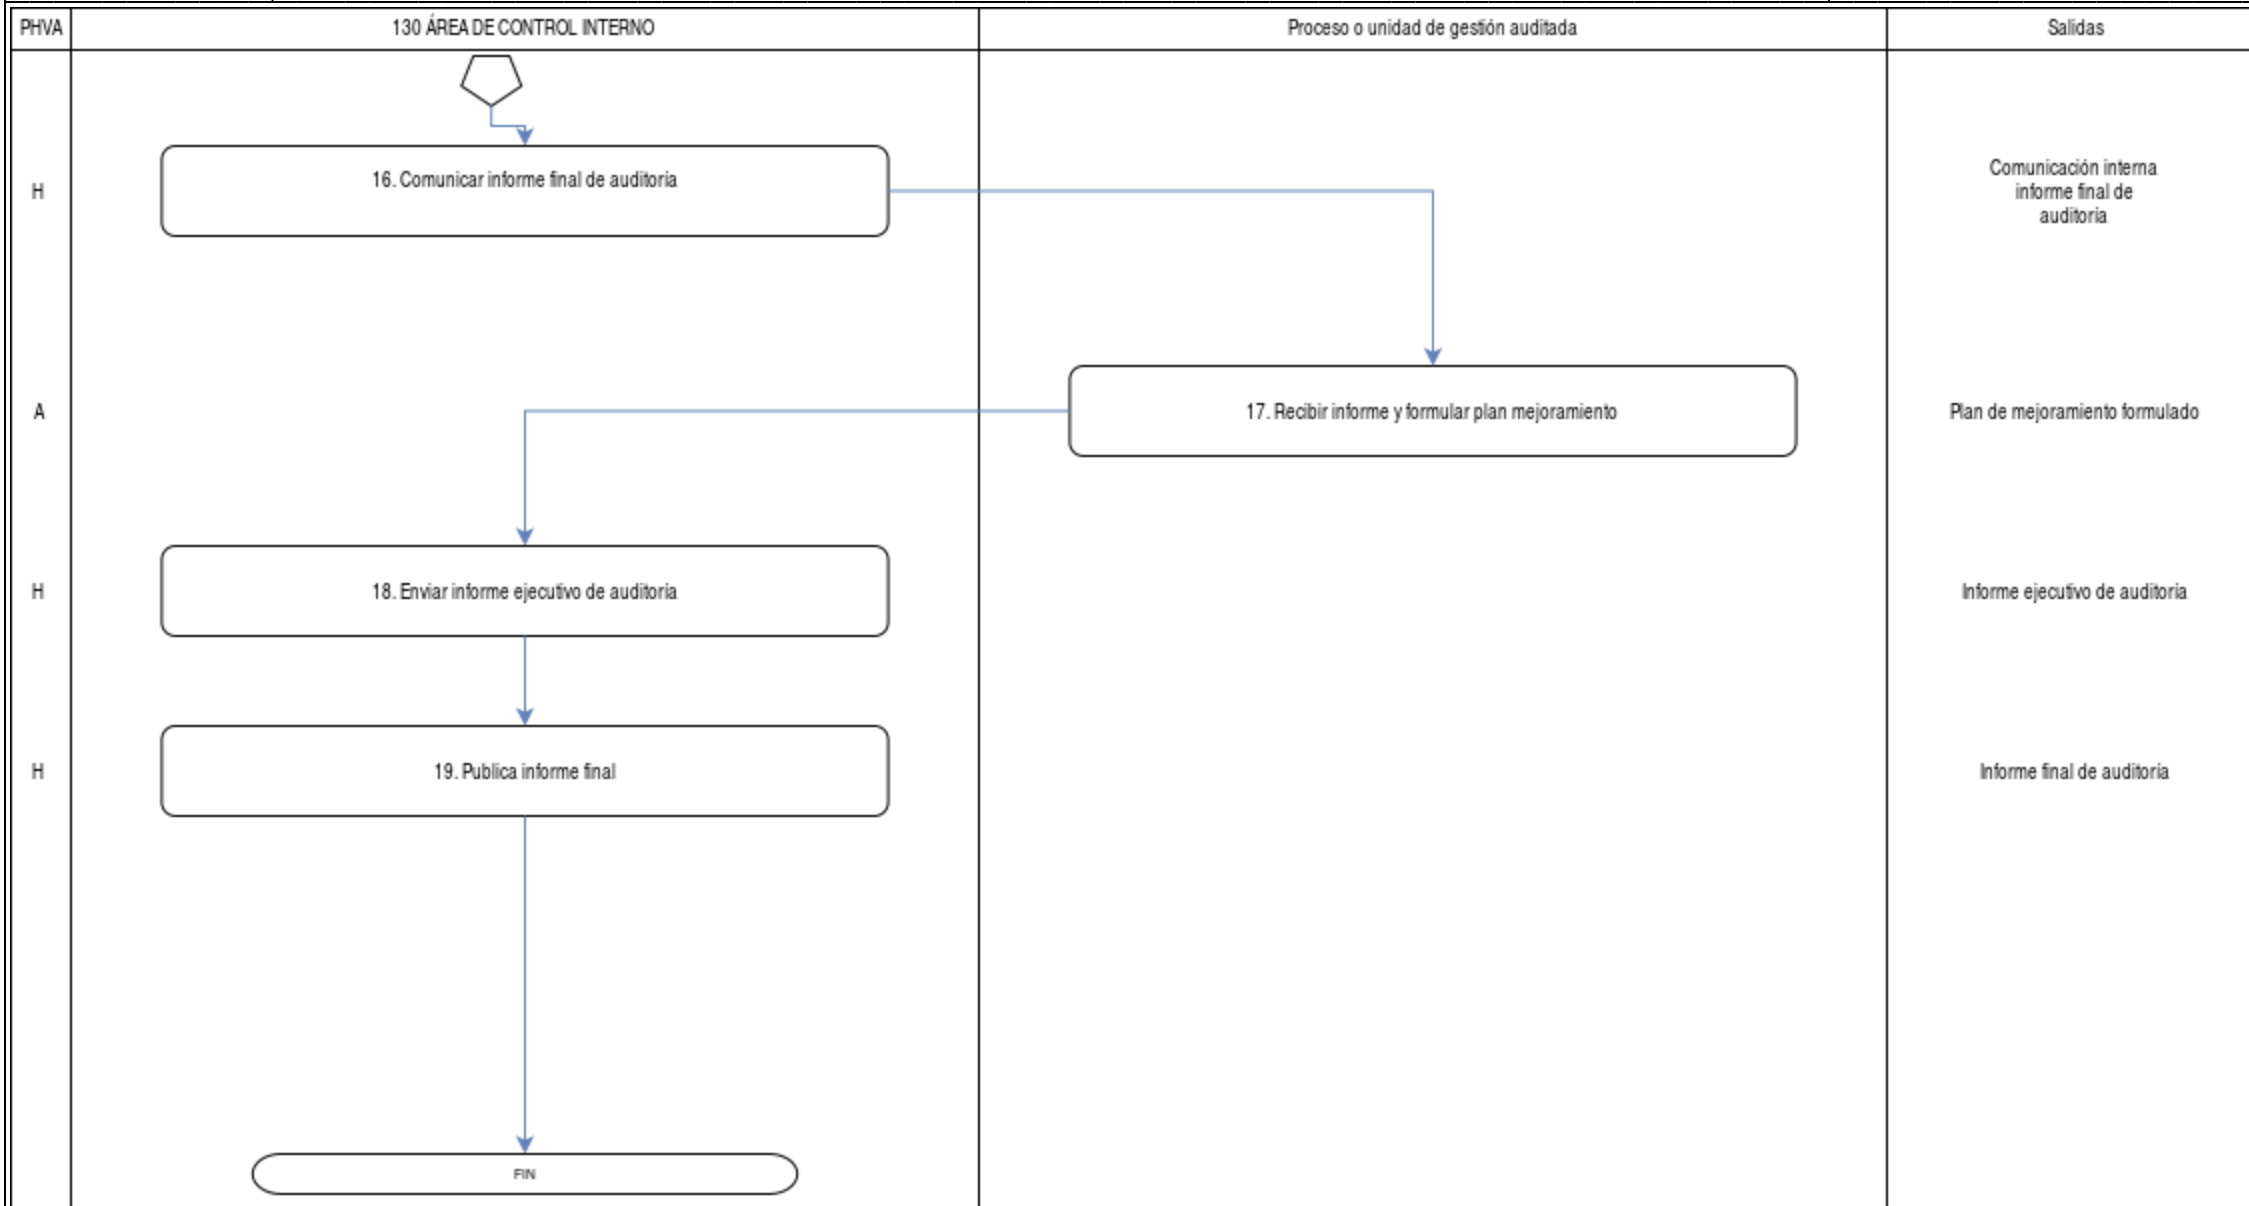 PHVA
130 ÁREA DE CONTROL INTERNO
Proceso o unidad de gestión auditada
Salidas
H
16. Comunicar informe final de auditoría
Comunicación interna
informe final de
auditoría
A
17. Recibir informe y formular plan mejoramiento
Plan de mejoramiento formulado
H
18. Enviar informe ejecutivo de auditoría
Informe ejecutivo de auditoría
H
19. Publica informe final
Informe final de auditoría
FIN